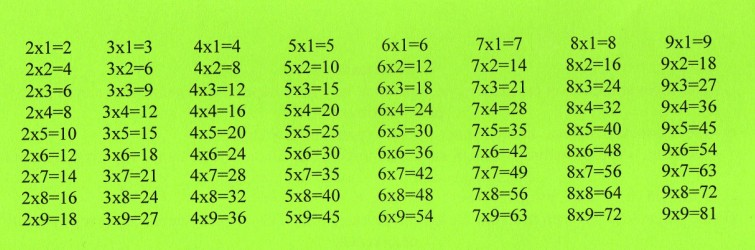 2x1=2 3x1=3 4x1=4 5x1=5 6x1=6 7x1=7 8x1=8 9x1=9
2x2=4 3x2=6 4x2=8 5x2=10 6x2=12 7x2=14 8x2=16 9x2=18
2x3=6 3x3=9 4x3=12 5x3=15 6x3=18 7x3=21 8x3=24 9x3=27
2x4=8 3x4=12 4x4=16 5x4=20 6x4=24 7x4=28 8x4=32 9x4=36
2x5=10 3x5=15 4x5=20 5x5=25 6x5=30 7x5=35 8x5=40 9x5=45
2x6=12 3x6=18 4x6=24 5x6=30 6x6=36 7x6=42 8x6=48 9x6=54
2x7=14 3x7=21 4x7=28 5x7=35 6x7=42 7x7=49 8x7=56 9x7=63
2x8=16 3x8=24 4x8=32 5x8=40 6x8=48 7x8=56 8x8=64 9x8=72
2x9=18 3x9=27 4x9=36 5x9=45 6x9=54 7x9=63 8x9=72 9x9=81